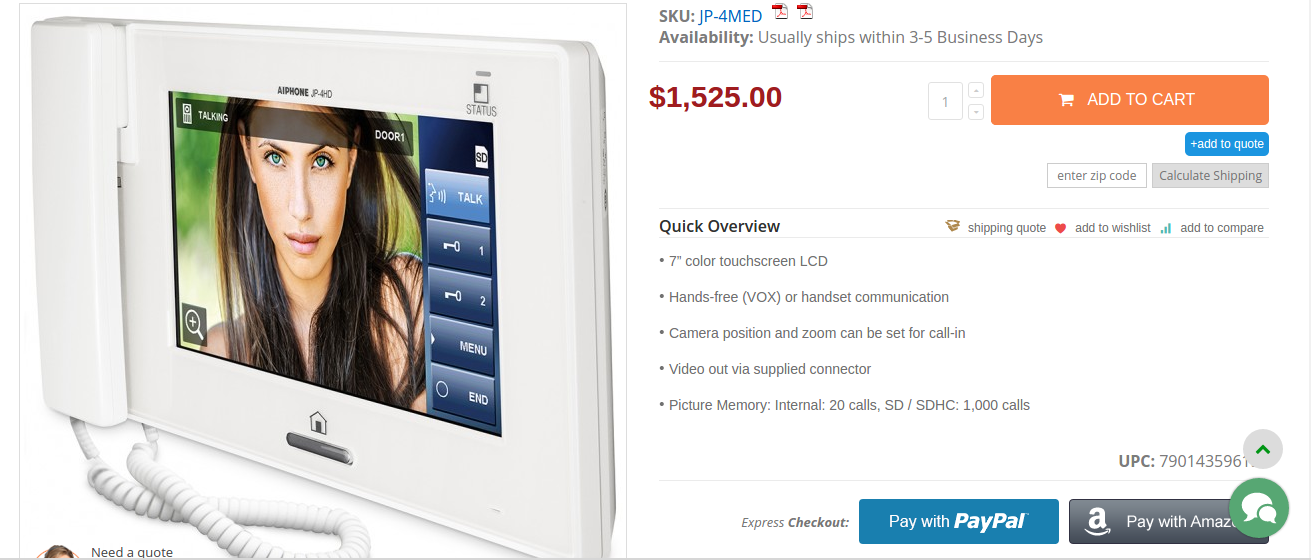 AIPHONE JP-4HD
STATUS
TALKING
DOOR1
SD
TALK
1
2
MENU
END
Need a quote
SKU: JP-4MED
Availability: Usually ships within 3-5 Business Days
$1,525.00
1
ADD TO CART
+add to quote
enter zip code
Calculate Shipping
Quick Overview
shipping quote
add to wishlist
add to compare
• 7” color touchscreen LCD
• Hands-free (VOX) or handset communication
• Camera position and zoom can be set for call-in
• Video out via supplied connector
• Picture Memory: Internal: 20 calls, SD / SDHC: 1,000 calls
UPC:
Express Checkout:
Pay with PayPal
Pay with